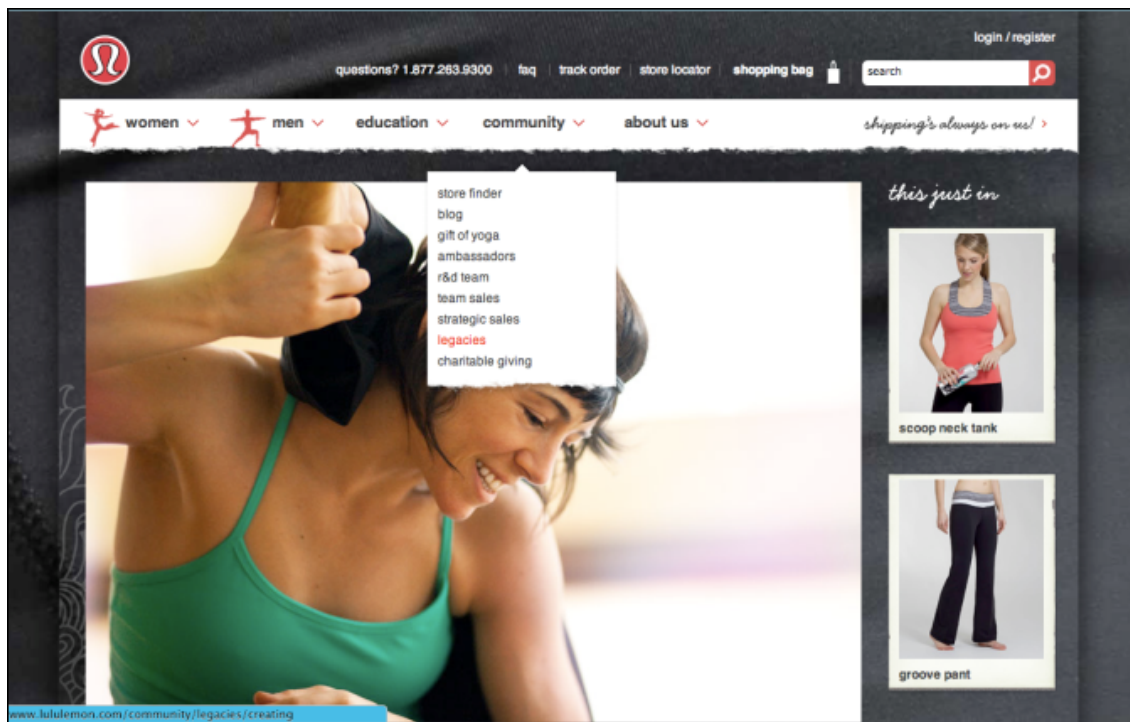 login / register
questions? 1.877.263.9300 | faq | track order | store locator | shopping bag
search
women
men
education
community
about us
shipping's always on us! >
store finder
blog
gift of yoga
ambassadors
r&d team
team sales
strategic sales
legacies
charitable giving
this just in
scoop neck tank
groove pant
www.lululemon.com/community/legacies/creating